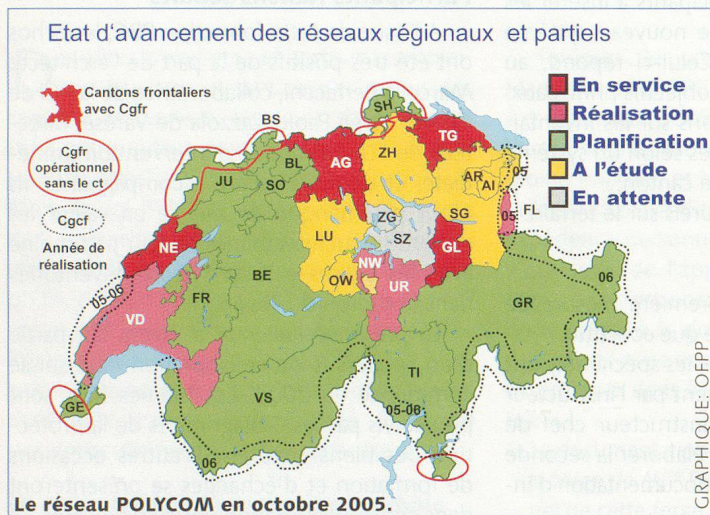 Etat d'avancement des réseaux régionaux et partiels
Cantons frontaliers
avec Cgfr
Cgfr
opérationnel
sans le ct
Cgcf
Année de
réalisation
En service
Réalisation
Planification
A l'étude
En attente
BS
SH
TG
JU
BL
SO
AG
ZH
AR
AI
05
NE
LU
ZG
SZ
SG
05
FL
GL
BE
OW
NW
UR
05-06
VD
FR
GR
06
GE
VS
06
TI
05-06
Le réseau POLYCOM en octobre 2005.
GRAPHIQUE: OFPP